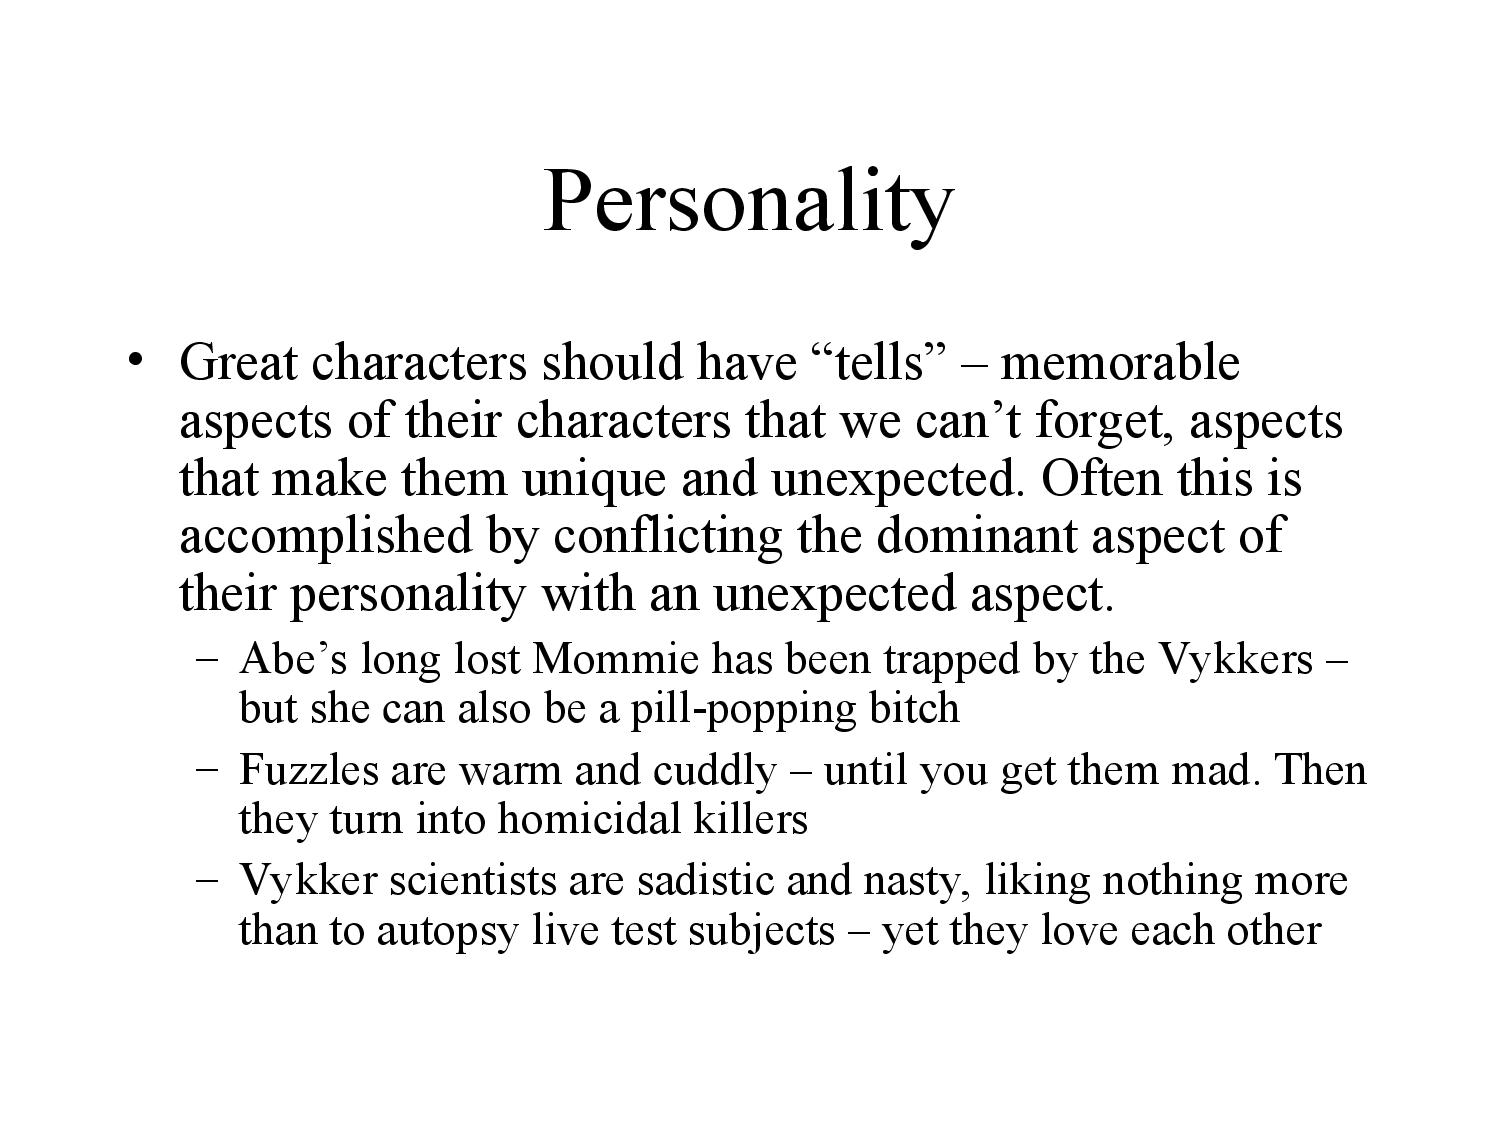 Personality
• Great characters should have “tells” – memorable
aspects of their characters that we can’t forget, aspects
that make them unique and unexpected. Often this is
accomplished by conflicting the dominant aspect of
their personality with an unexpected aspect.
– Abe’s long lost Mommie has been trapped by the Vykkers –
but she can also be a pill-popping bitch
– Fuzzles are warm and cuddly – until you get them mad. Then
they turn into homicidal killers
– Vykker scientists are sadistic and nasty, liking nothing more
than to autopsy live test subjects – yet they love each other